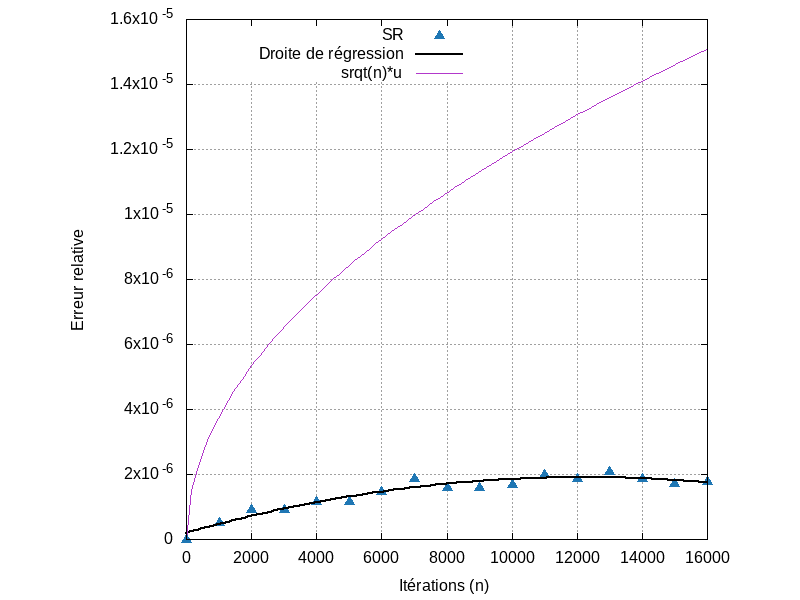 1.6x10 -5
1.4x10 -5
1.2x10 -5
1x10 -5
8x10 -6
6x10 -6
4x10 -6
2x10 -6
0
SR
Droite de régression
srqt(n)*u
Erreur relative
0 2000 4000 6000 8000 10000 12000 14000 16000
Itérations (n)